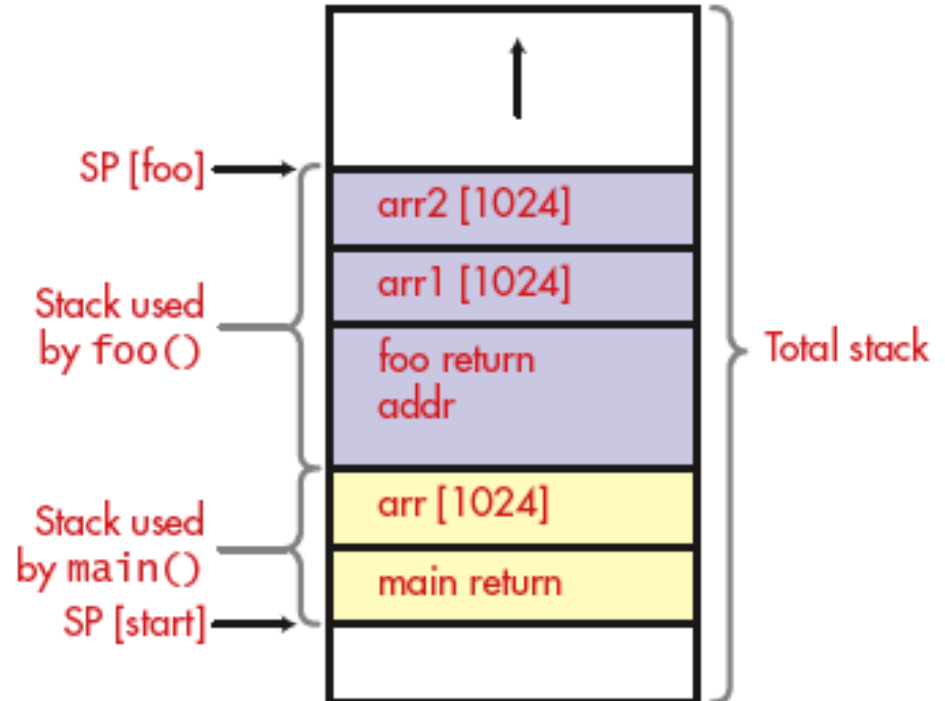 SP [foo]
arr2 [1024]
arr1 [1024]
Stack used
by foo()
foo return
addr
Total stack
arr [1024]
Stack used
by main()
main return
SP [start]